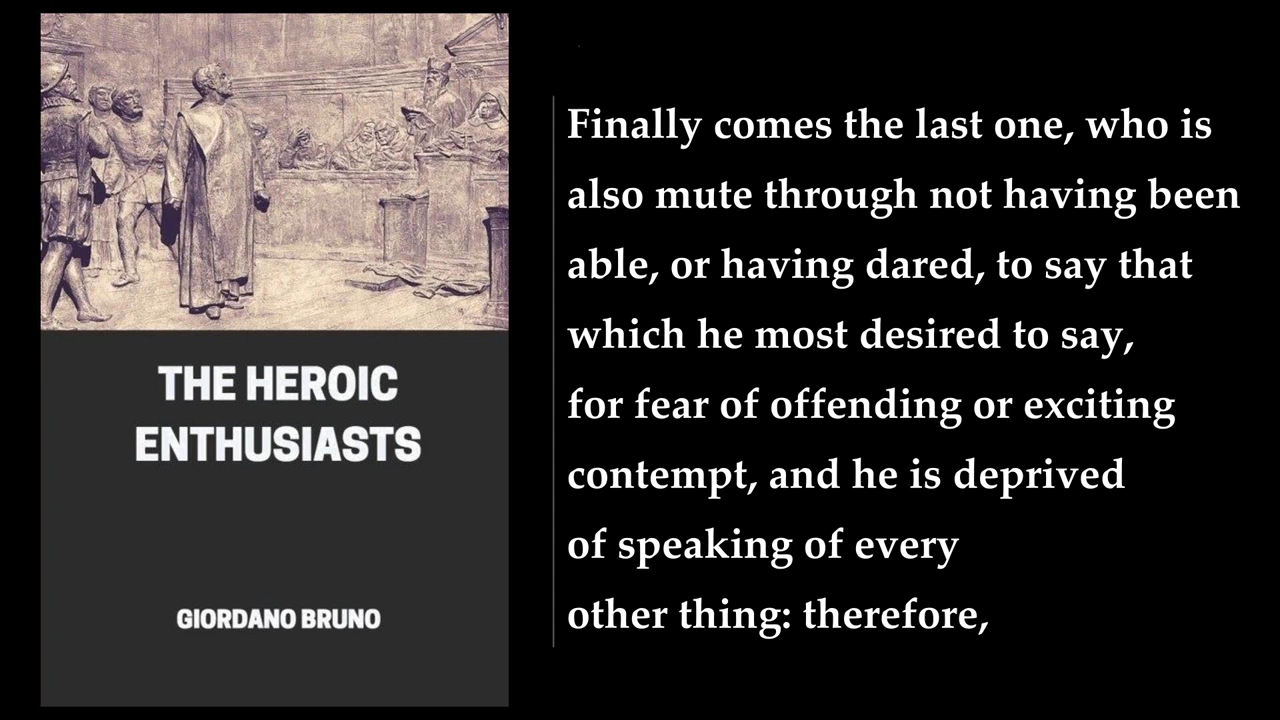 THE HEROIC
ENTHUSIASTS
GIORDANO BRUNO
Finally comes the last one, who is
also mute through not having been
able, or having dared, to say that
which he most desired to say,
for fear of offending or exciting
contempt, and he is deprived
of speaking of every
other thing: therefore,